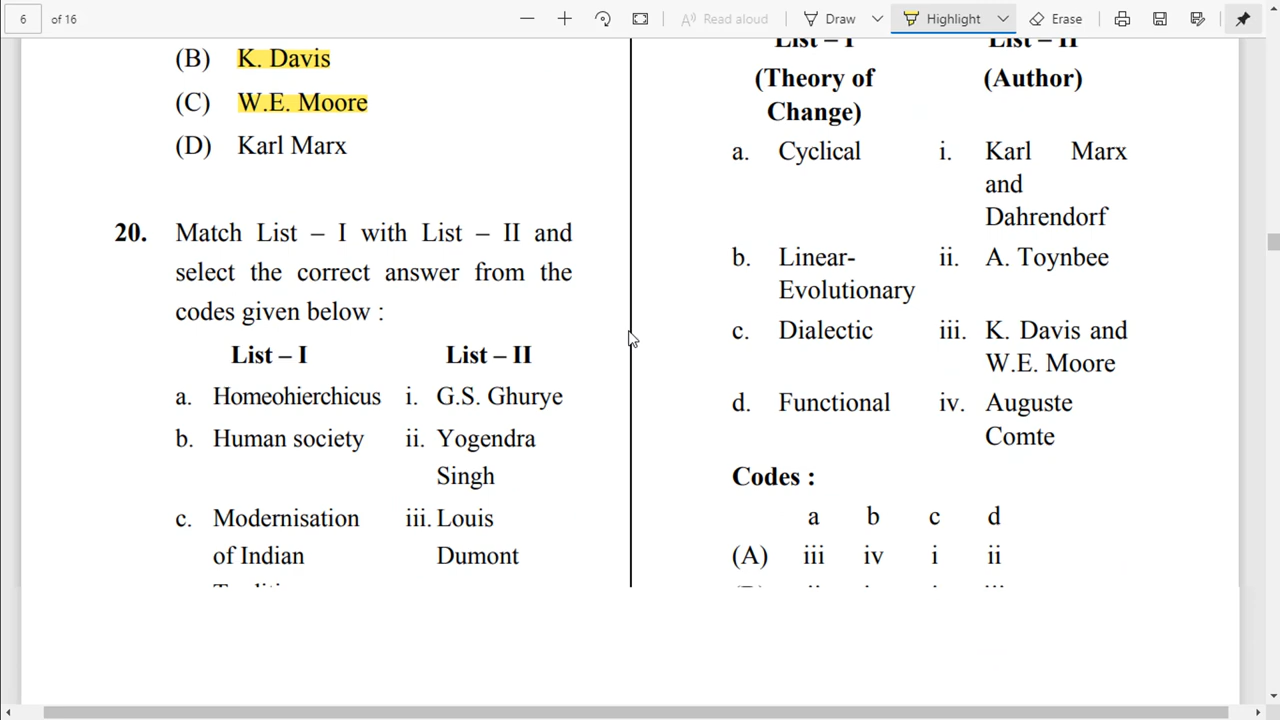 6 of 16
Read aloud
Draw
Highlight
Erase
(B) K. Davis
(C) W.E. Moore
(D) Karl Marx
20. Match List – I with List – II and
select the correct answer from the
codes given below :
List – I List – II
a. Homeohierchicus i. G.S. Ghurye
b. Human society ii. Yogendra
Singh
c. Modernisation iii. Louis
of Indian Dumont
List – I List – II
(Theory of (Author)
Change)
a. Cyclical i. Karl Marx
and
Dahrendorf
b. Linear- ii. A. Toynbee
Evolutionary
c. Dialectic iii. K. Davis and
W.E. Moore
d. Functional iv. Auguste
Comte
Codes :
a b c d
(A) iii iv i ii